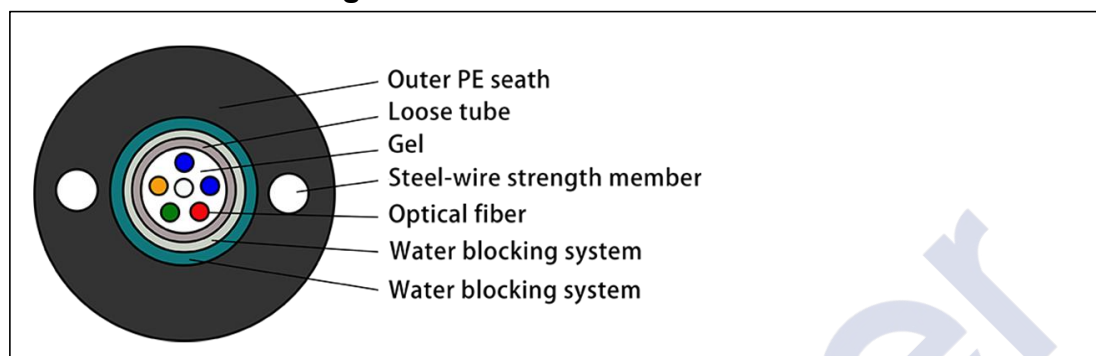 Outer PE seath
Loose tube
Gel
Steel-wire strength member
Optical fiber
Water blocking system
Water blocking system